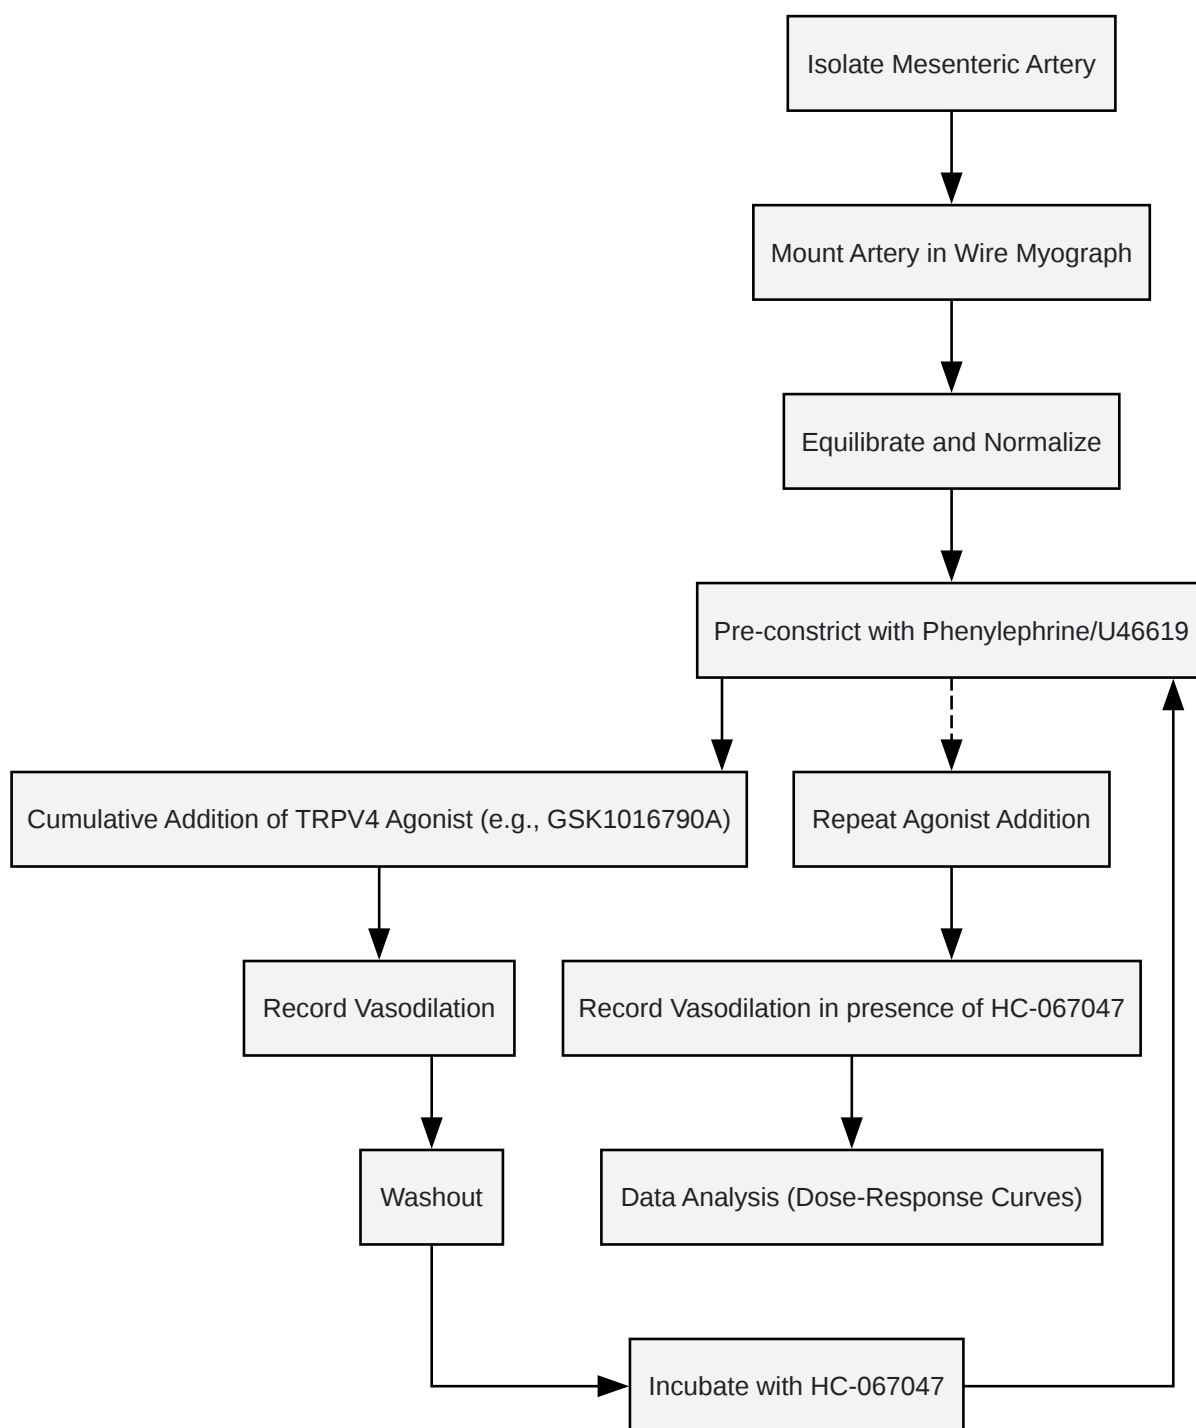 Isolate Mesenteric Artery
Mount Artery in Wire Myograph
Equilibrate and Normalize
Pre-constrict with Phenylephrine/U46619
Cumulative Addition of TRPV4 Agonist (e.g., GSK1016790A)
Repeat Agonist Addition
Record Vasodilation
Record Vasodilation in presence of HC-067047
Washout
Data Analysis (Dose-Response Curves)
Incubate with HC-067047